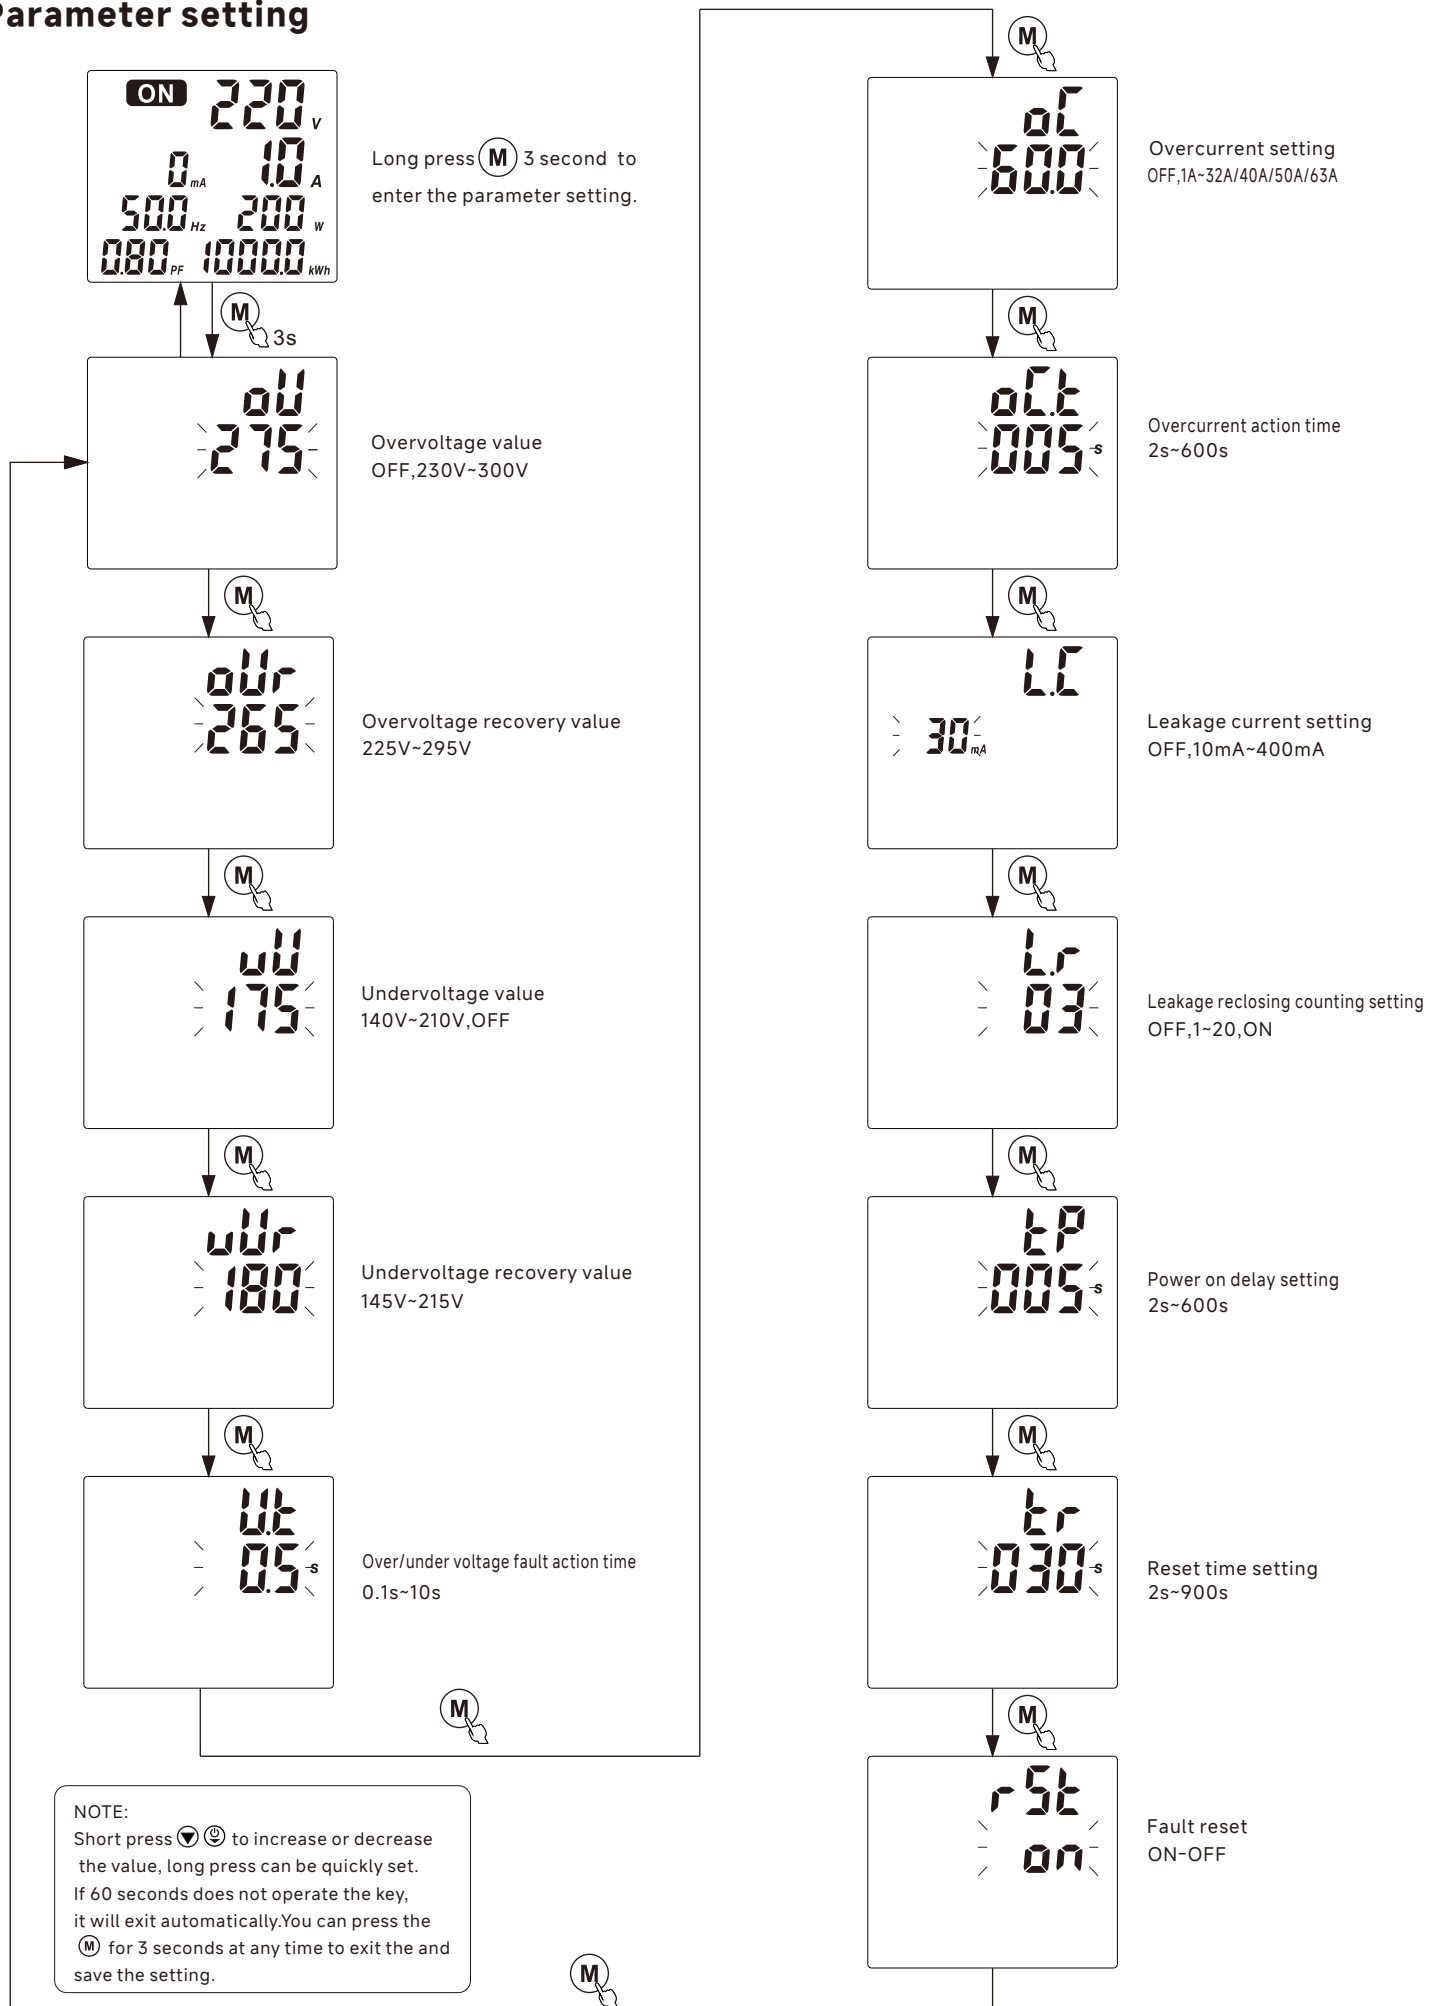 Parameter setting
ON 220 V
0 mA 1.0 A
50.0 Hz 200 W
0.80 PF 1000.0 kWh
Long press M 3 second to
enter the parameter setting.
M
3s
oU
275
Overvoltage value
OFF,230V~300V
M
oUr
265
Overvoltage recovery value
225V~295V
M
uU
175
Undervoltage value
140V~210V,OFF
M
uUr
180
Undervoltage recovery value
145V~215V
M
U.t
0.5 s
Over/under voltage fault action time
0.1s~10s
M
NOTE:
Short press to increase or decrease
the value, long press can be quickly set.
If 60 seconds does not operate the key,
it will exit automatically.You can press the
M for 3 seconds at any time to exit the and
save the setting.
M
oC
60.0
Overcurrent setting
OFF,1A~32A/40A/50A/63A
M
oC.t
005 s
Overcurrent action time
2s~600s
M
L.C
30 mA
Leakage current setting
OFF,10mA~400mA
M
L.r
03
Leakage reclosing counting setting
OFF,1~20,ON
M
tP
005 s
Power on delay setting
2s~600s
M
tr
030 s
Reset time setting
2s~900s
M
rSt
on
Fault reset
ON-OFF
M